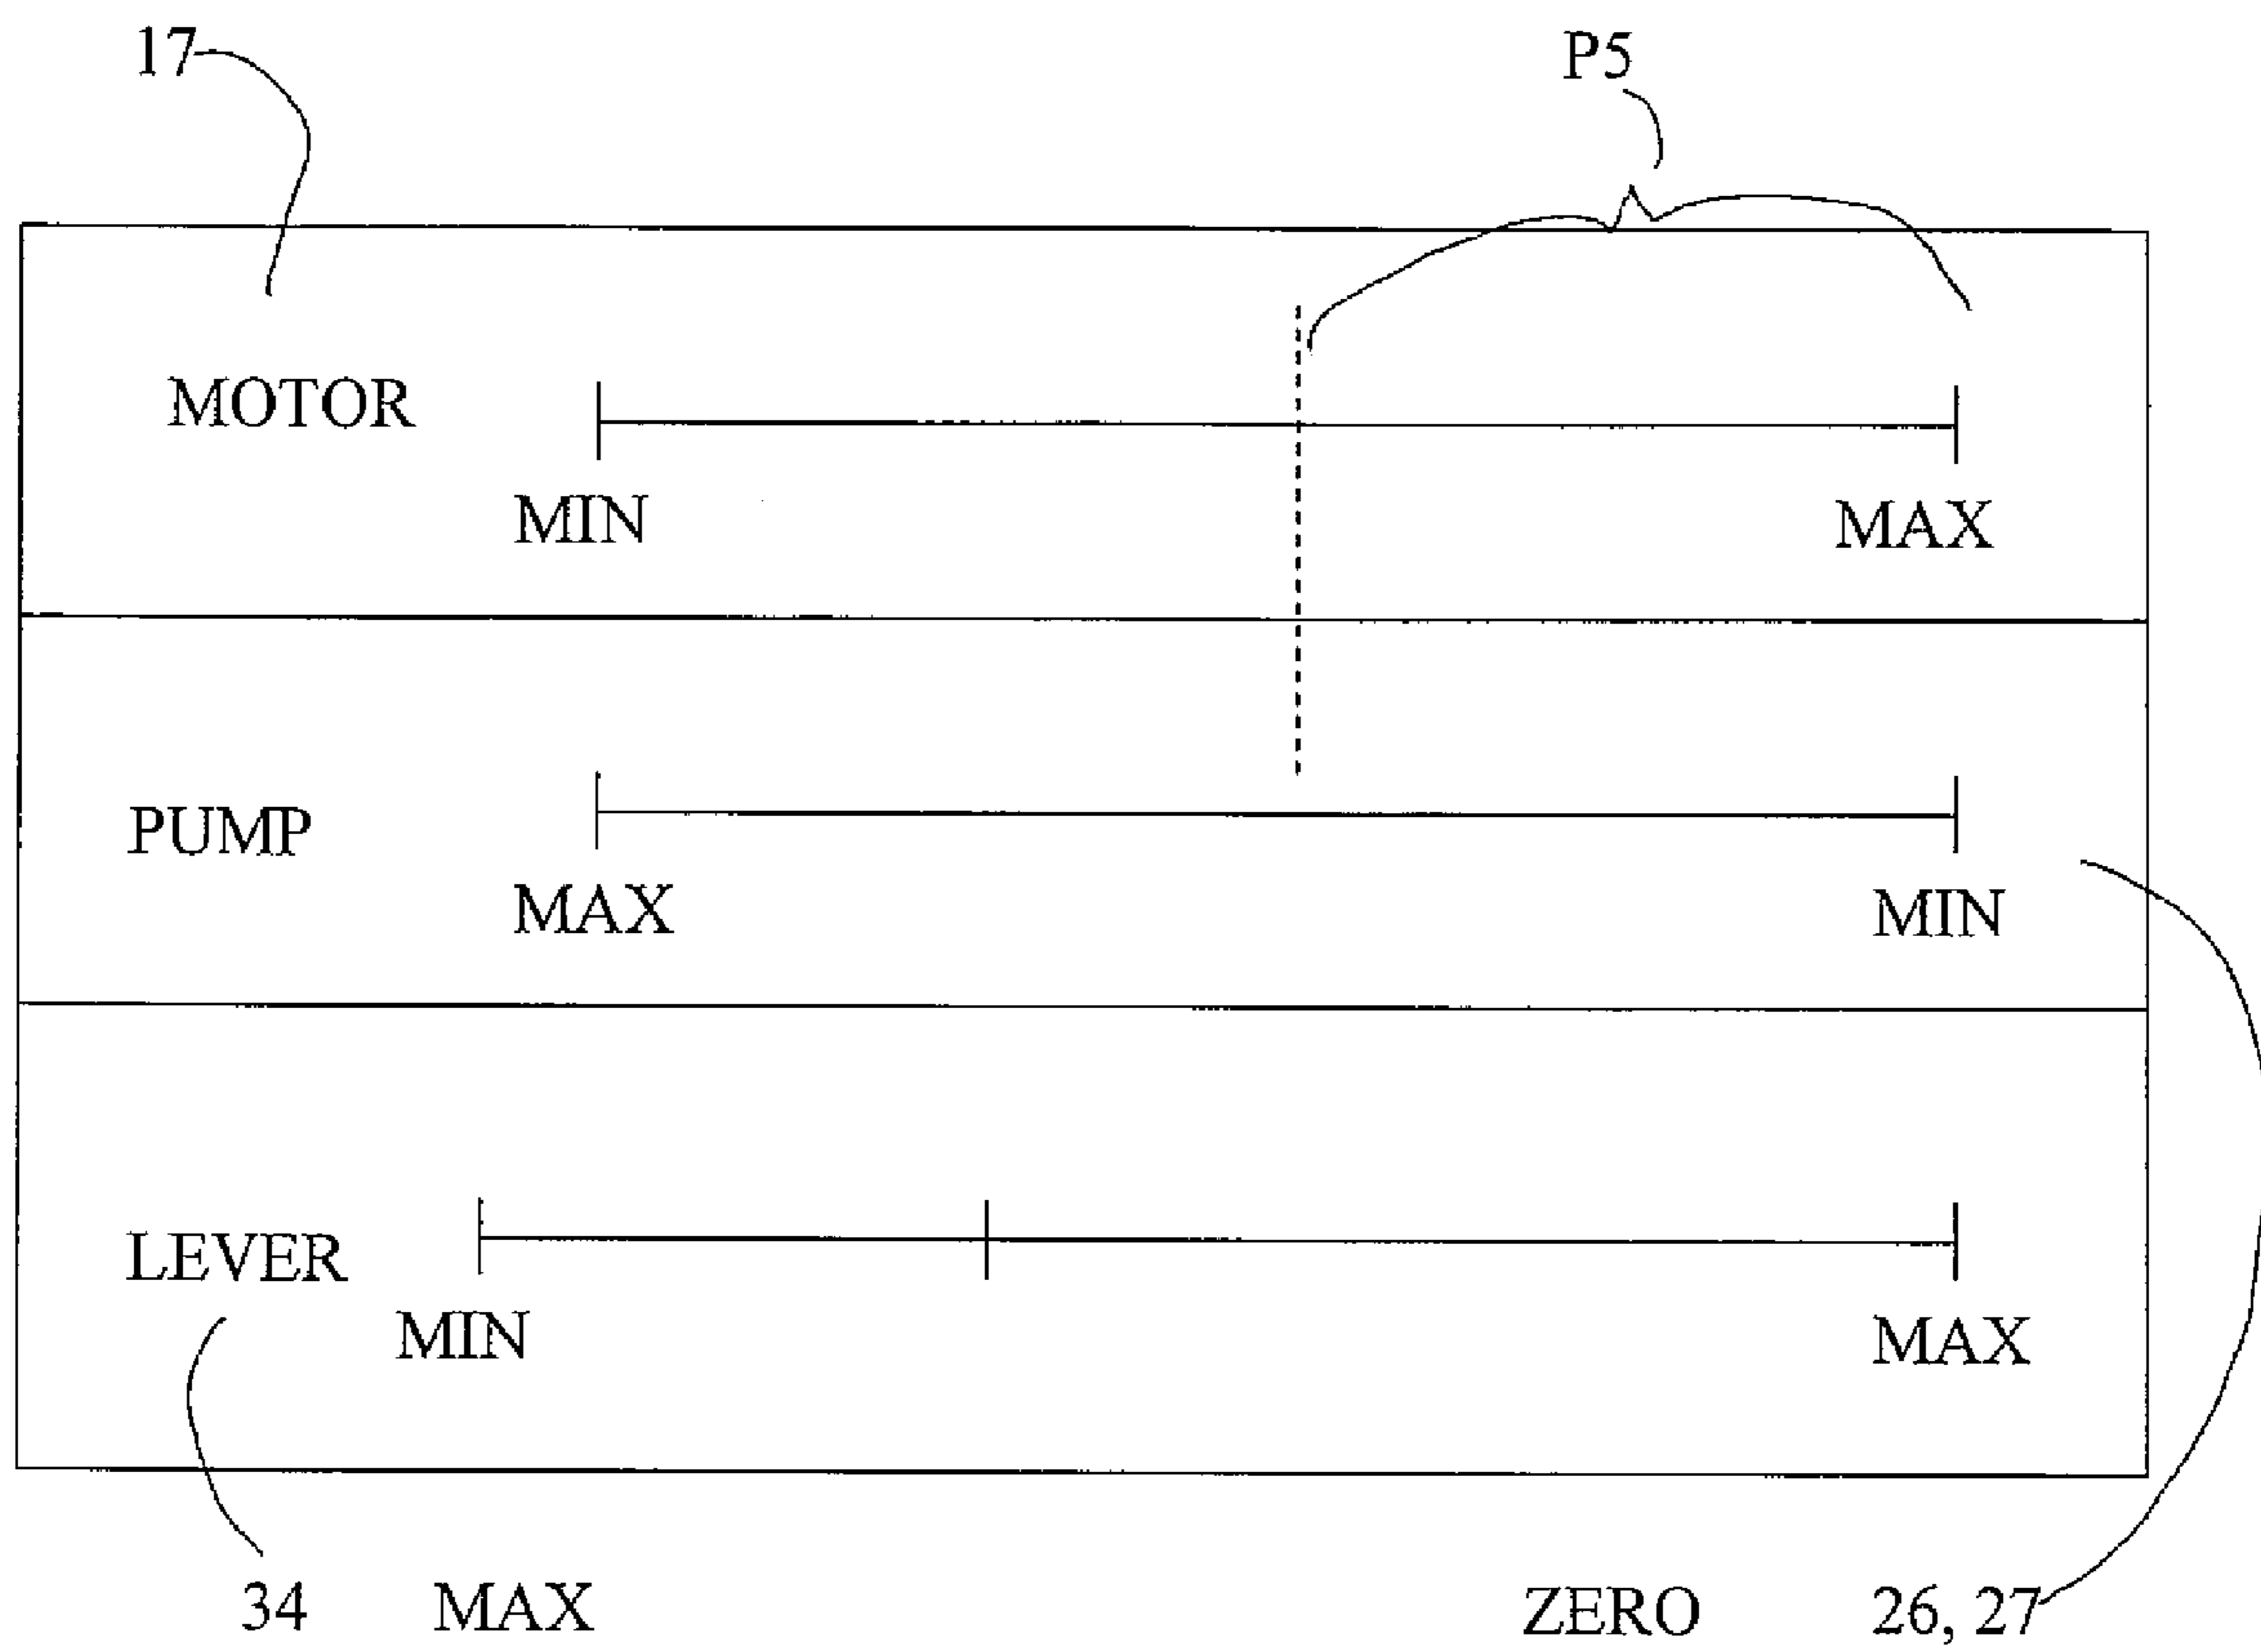 17
P5
MOTOR
MIN MAX
PUMP
MAX MIN
LEVER
MIN MAX
34 MAX ZERO 26, 27